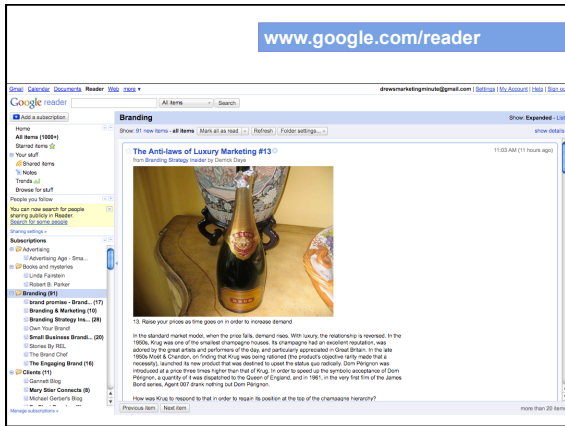 www.google.com/reader
Gmail Calendar Documents Reader Web more ▼
drewsmarketingminute@gmail.com | Settings | My Account | Help | Sign ou
Google reader
All items
Search
Add a subscription
Branding
Show: Expanded - List
Home
All items (1000+)
Starred items
Your stuff
Shared items
Notes
Trends
Browse for stuff
People you follow
You can now search for people
sharing publicly in Reader.
Search for some people
Sharing settings »
Subscriptions
Advertising
Advertising Age - Sma...
Books and mysteries
Linda Fairstein
Robert B. Parker
Branding (91)
brand promise - Brand... (17)
Branding & Marketing (10)
Branding Strategy Ins... (28)
Own Your Brand!
Small Business Brandi... (20)
Stories By REL
The Brand Chef
The Engaging Brand (16)
Clients (11)
Gannett Blog
Mary Stier Connects (8)
Michael Gerber's Blog
Manage subscriptions »
Show: 91 new items - all items
Mark all as read
Refresh
Folder settings...
show details
The Anti-laws of Luxury Marketing #13
11:03 AM (11 hours ago)
from Branding Strategy Insider by Derrick Daye
KRUG
13. Raise your prices as time goes on in order to increase demand
In the standard market model, when the price falls, demand rises. With luxury, the relationship is reversed. In the
1950s, Krug was one of the smallest champagne houses. Its champagne had an excellent reputation, was
adored by the great artists and performers of the day, and particularly appreciated in Great Britain. In the late
1950s Moët & Chandon, on finding that Krug was being rationed (the product's objective rarity made that a
necessity), launched its new product that was destined to upset the status quo radically. Dom Pérignon was
introduced at a price three times higher than that of Krug. In order to speed up the symbolic acceptance of Dom
Pérignon, a quantity of it was dispatched to the Queen of England, and in 1961, in the very first film of the James
Bond series, Agent 007 drank nothing but Dom Pérignon.
How was Krug to respond to that in order to regain its position at the top of the champagne hierarchy?
Previous item
Next item
more than 20 items